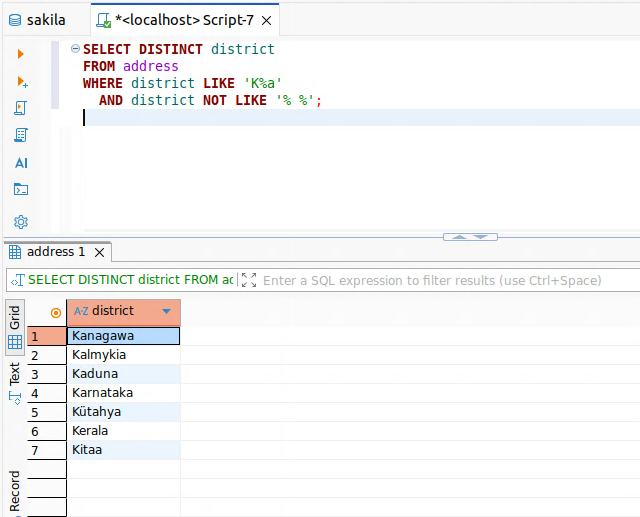 sakila
*<localhost> Script-7
SELECT DISTINCT district
FROM address
WHERE district LIKE 'K%a'
AND district NOT LIKE '% %';
AI
address 1
SELECT DISTINCT district FROM ad
Enter a SQL expression to filter results (use Ctrl+Space)
Grid
Text
Record
A-Z district
1 Kanagawa
2 Kalmykia
3 Kaduna
4 Karnataka
5 Kütahya
6 Kerala
7 Kitaa